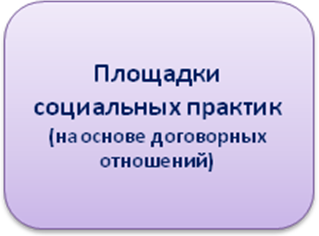 Площадки
социальных практик
(на основе договорных
отношений)